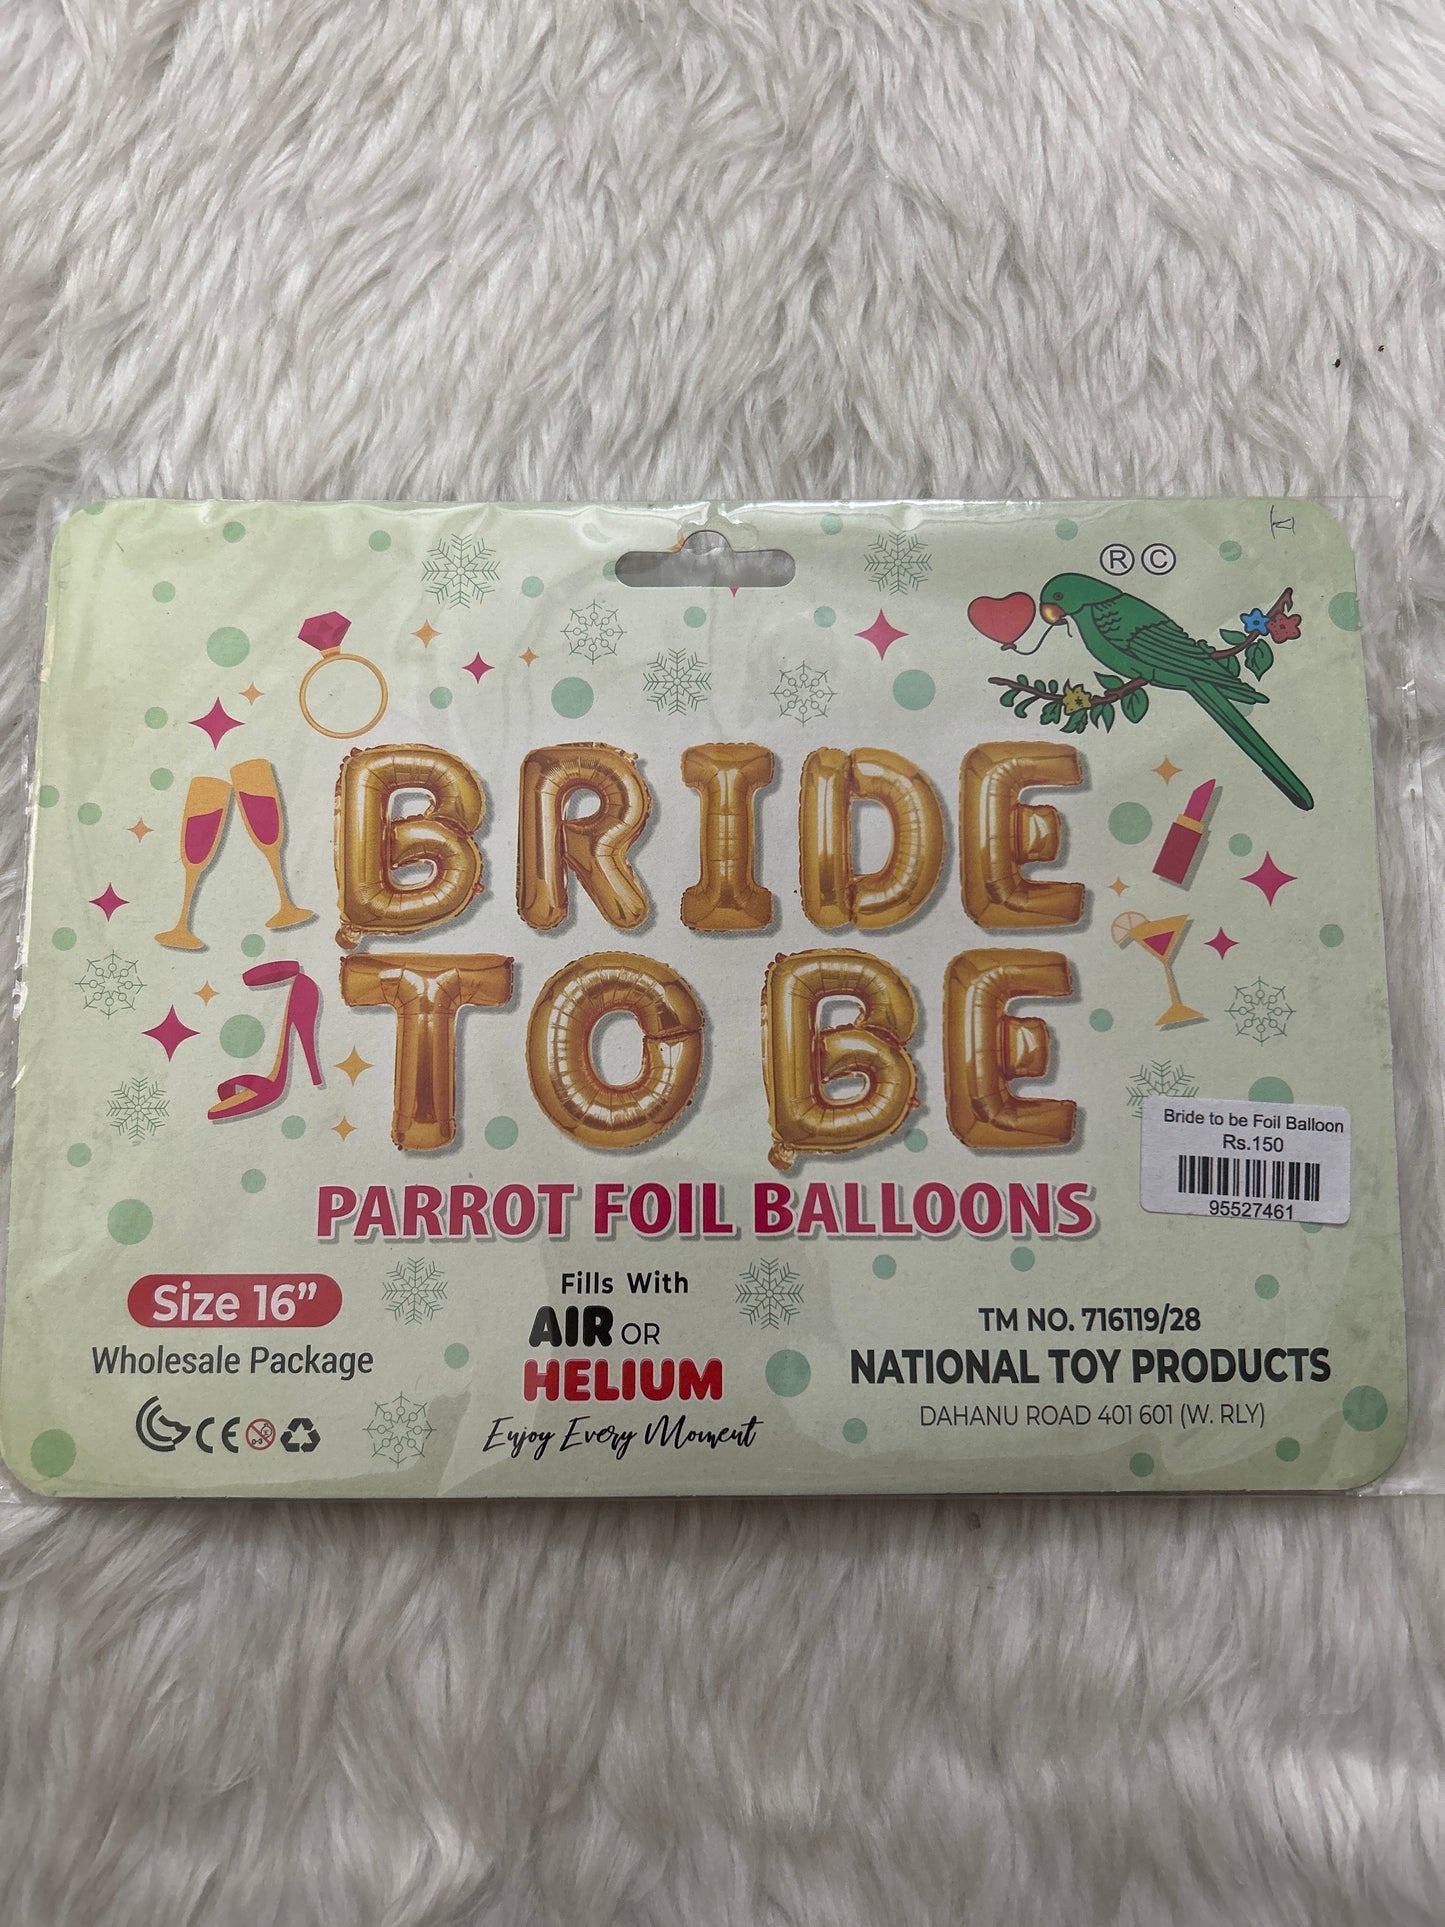 ® ©
BRIDE
TO BE
Bride to be Foil Balloon
Rs.150
95527461
PARROT FOIL BALLOONS
Size 16”
Wholesale Package
CE
Fills With
AIR OR
HELIUM
Enjoy Every Moment
TM NO. 716119/28
NATIONAL TOY PRODUCTS
DAHANU ROAD 401 601 (W. RLY)